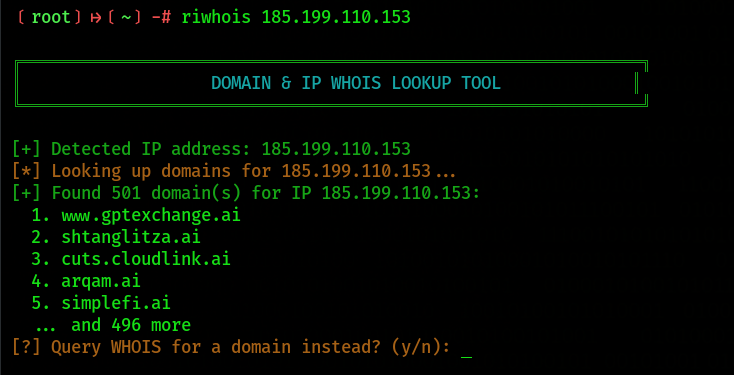 [root] ↦ [~] -# riwhois 185.199.110.153
DOMAIN & IP WHOIS LOOKUP TOOL
[+] Detected IP address: 185.199.110.153
[*] Looking up domains for 185.199.110.153...
[+] Found 501 domain(s) for IP 185.199.110.153:
1. www.gptexchange.ai
2. shtanglitza.ai
3. cuts.cloudlink.ai
4. arqam.ai
5. simplefi.ai
... and 496 more
[?] Query WHOIS for a domain instead? (y/n): _